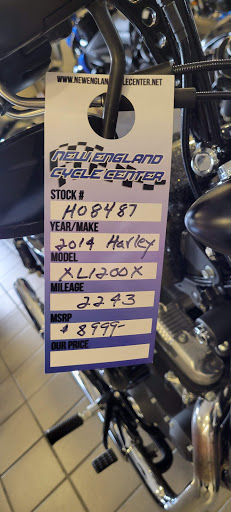 WWW.NEWENGLANDCYCLECENTER.NET
NEW ENGLAND
CYCLE CENTER
STOCK #
H08487
YEAR/MAKE
2014 Harley
MODEL
XL1200X
MILEAGE
2243
MSRP
$8999-
OUR PRICE